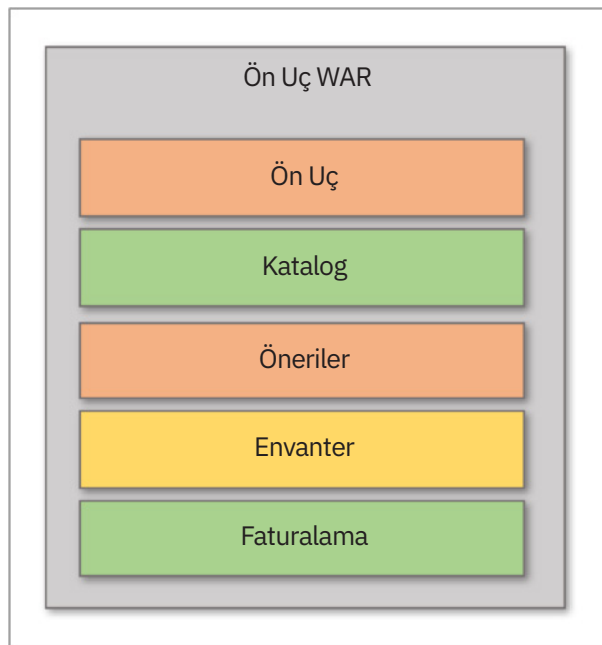 Ön Uç WAR
Ön Uç
Katalog
Öneriler
Envanter
Faturalama